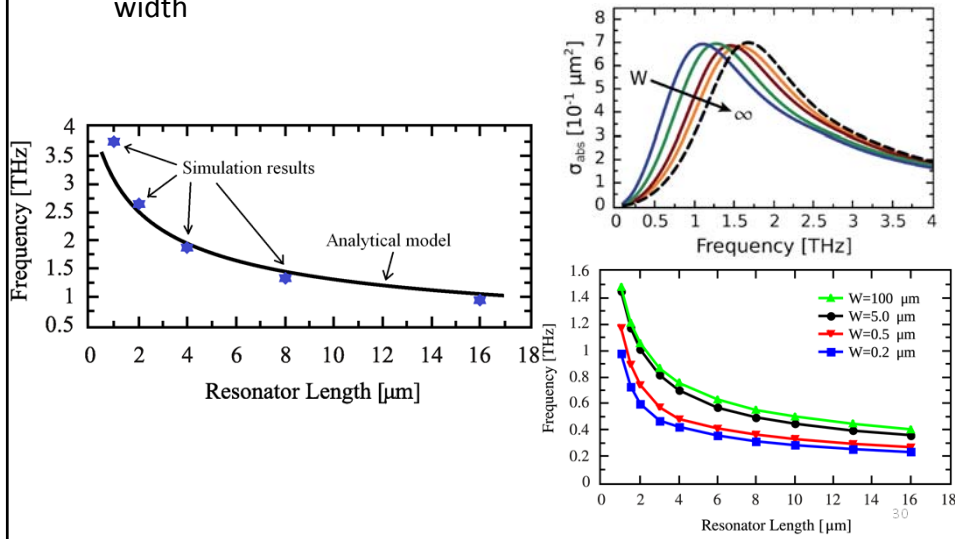 width
4
3.5
3
2.5
2
1.5
1
0.5
Frequency [THz]
Simulation results
Analytical model
0 2 4 6 8 10 12 14 16 18
Resonator Length [μm]
8
7
6
5
4
3
2
1
0
σabs [10⁻¹ μm²]
W
∞
0 0.5 1 1.5 2 2.5 3 3.5 4
Frequency [THz]
1.6
1.4
1.2
1
0.8
0.6
0.4
0.2
0
Frequency [THz]
W=100 μm
W=5.0 μm
W=0.5 μm
W=0.2 μm
0 2 4 6 8 10 12 14 16 18
30
Resonator Length [μm]